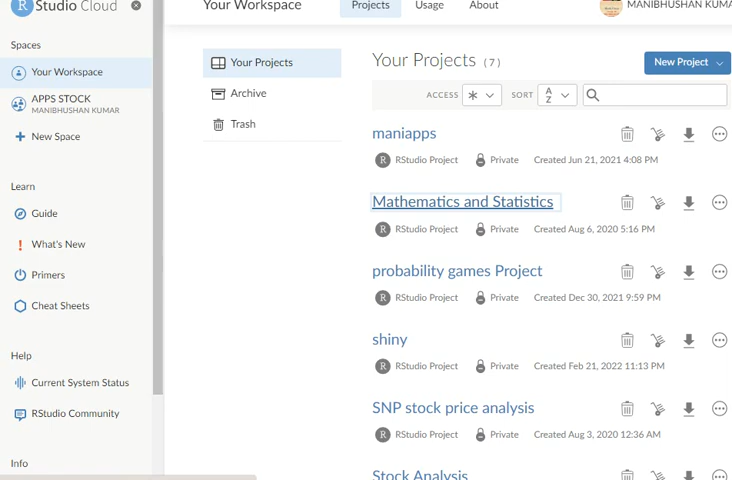 R Studio Cloud
Your Workspace
Projects
Usage
About
MANIBHUSHAN KUMA
Spaces
Your Workspace
APPS STOCK
MANIBHUSHAN KUMAR
New Space
Learn
Guide
What's New
Primers
Cheat Sheets
Help
Current System Status
RStudio Community
Info
Your Projects
Archive
Trash
Your Projects (7)
New Project
ACCESS
SORT A Z
maniapps
R RStudio Project Private Created Jun 21, 2021 4:08 PM
Mathematics and Statistics
R RStudio Project Private Created Aug 6, 2020 5:16 PM
probability games Project
R RStudio Project Private Created Dec 30, 2021 9:59 PM
shiny
R RStudio Project Private Created Feb 21, 2022 11:13 PM
SNP stock price analysis
R RStudio Project Private Created Aug 3, 2020 12:36 AM
Stock Analysis